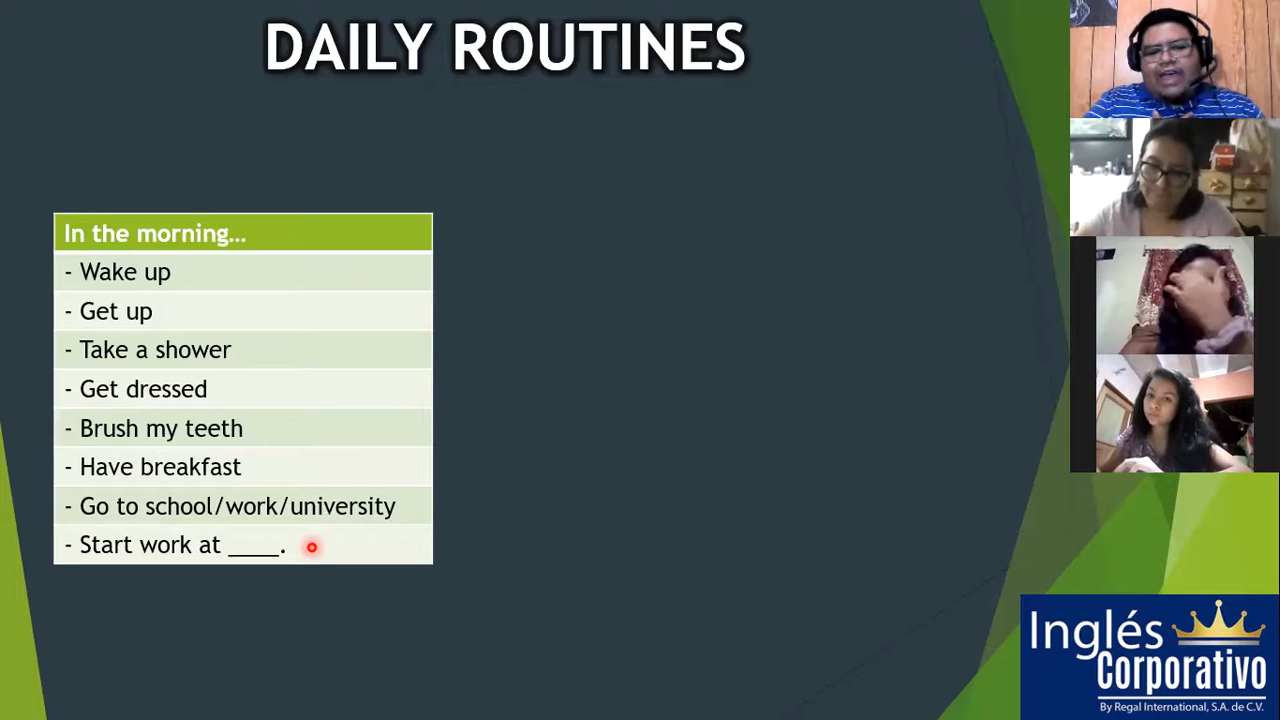 DAILY ROUTINES
In the morning…
- Wake up
- Get up
- Take a shower
- Get dressed
- Brush my teeth
- Have breakfast
- Go to school/work/university
- Start work at ____.
Inglés
Corporativo
By Regal International, S.A. de C.V.